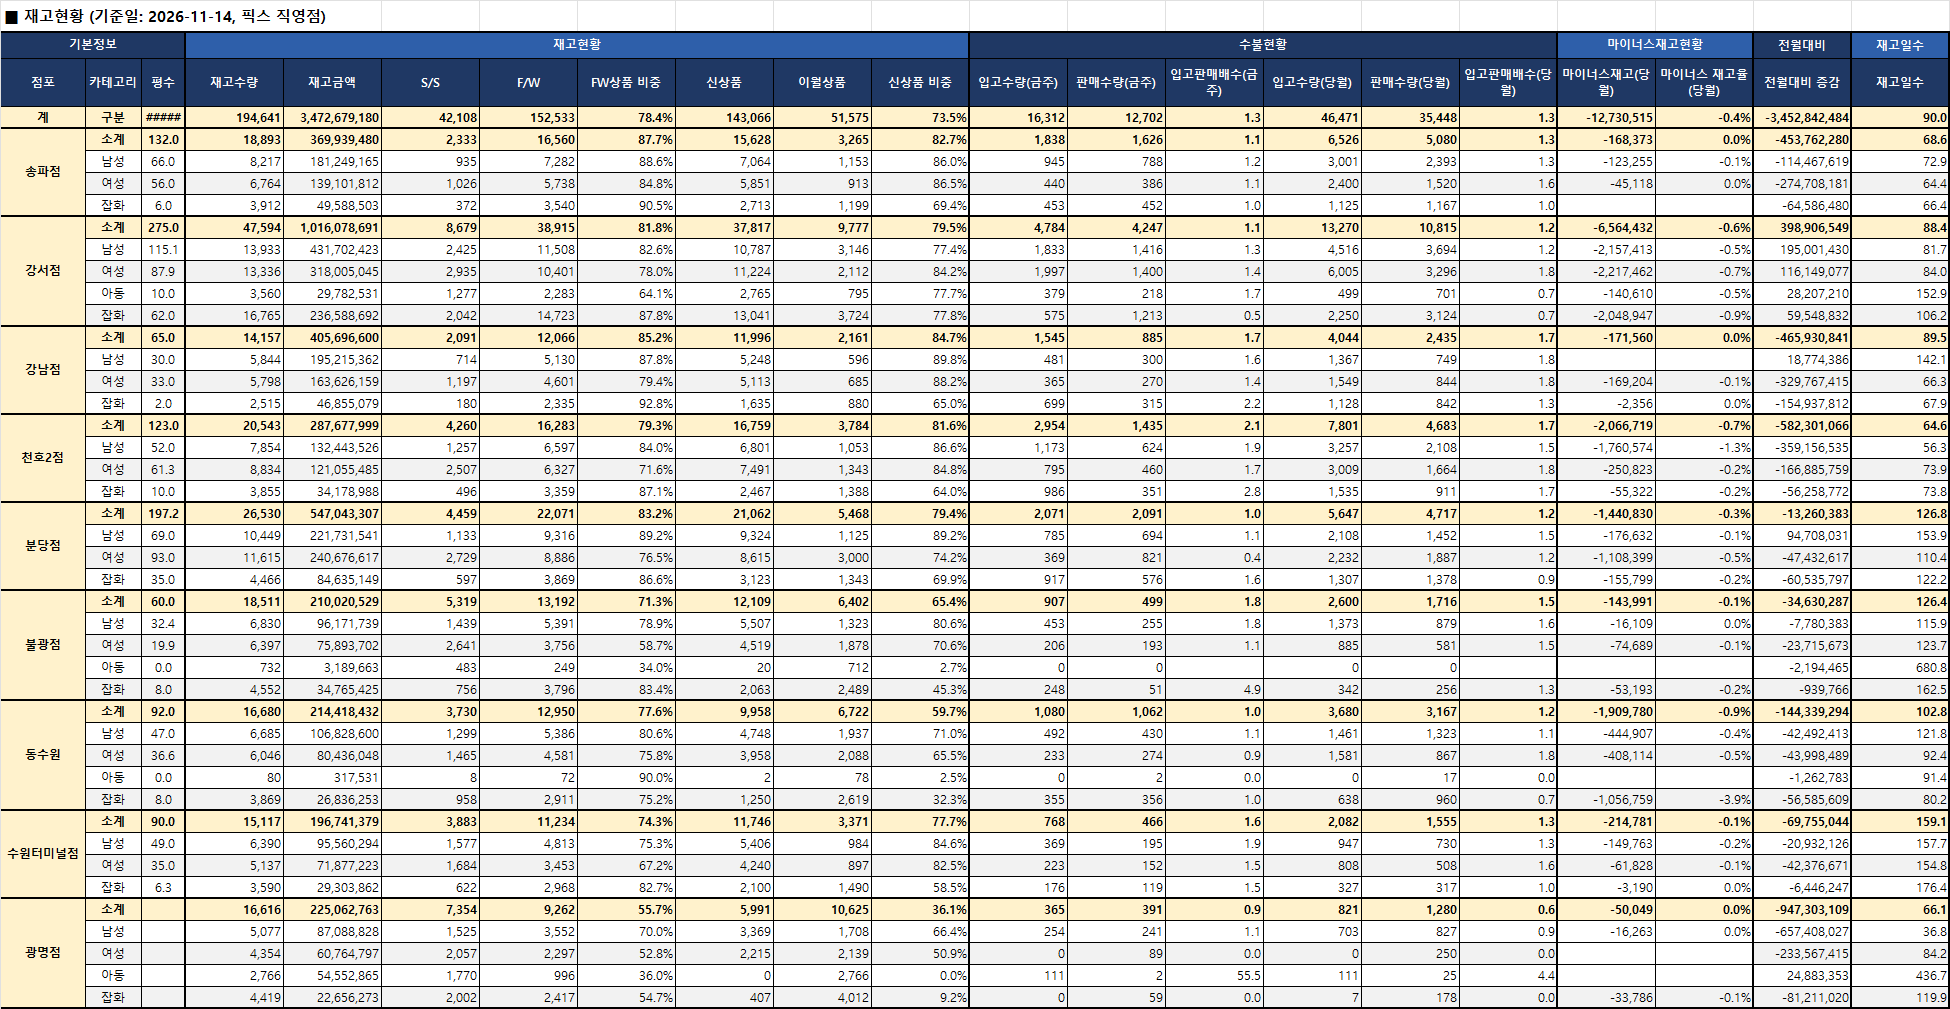 ■ 재고현황 (기준일: 2026-11-14, 픽스 직영점)
기본정보 재고현황 수불현황 마이너스재고현황 전월대비 재고일수
점포 카테고리 평수 재고수량 재고금액 S/S F/W FW상품 비중 신상품 이월상품 신상품 비중 입고수량(금주) 판매수량(금주) 입고판매배수(금주) 입고수량(당월) 판매수량(당월) 입고판매배수(당월) 마이너스재고(당월) 마이너스 재고율(당월) 전월대비 증감 재고일수
계 구분 ##### 194,641 3,472,679,180 42,108 152,533 78.4% 143,066 51,575 73.5% 16,312 12,702 1.3 46,471 35,448 1.3 -12,730,515 -0.4% -3,452,842,484 90.0
송파점 소계 132.0 18,893 369,939,480 2,333 16,560 87.7% 15,628 3,265 82.7% 1,838 1,626 1.1 6,526 5,080 1.3 -168,373 0.0% -453,762,280 68.6
남성 66.0 8,217 181,249,165 935 7,282 88.6% 7,064 1,153 86.0% 945 788 1.2 3,001 2,393 1.3 -123,255 -0.1% -114,467,619 72.9
여성 56.0 6,764 139,101,812 1,026 5,738 84.8% 5,851 913 86.5% 440 386 1.1 2,400 1,520 1.6 -45,118 0.0% -274,708,181 64.4
잡화 6.0 3,912 49,588,503 372 3,540 90.5% 2,713 1,199 69.4% 453 452 1.0 1,125 1,167 1.0 -64,586,480 66.4
강서점 소계 275.0 47,594 1,016,078,691 8,679 38,915 81.8% 37,817 9,777 79.5% 4,784 4,247 1.1 13,270 10,815 1.2 -6,564,432 -0.6% 398,906,549 88.4
남성 115.1 13,933 431,702,423 2,425 11,508 82.6% 10,787 3,146 77.4% 1,833 1,416 1.3 4,516 3,694 1.2 -2,157,413 -0.5% 195,001,430 81.7
여성 87.9 13,336 318,005,045 2,935 10,401 78.0% 11,224 2,112 84.2% 1,997 1,400 1.4 6,005 3,296 1.8 -2,217,462 -0.7% 116,149,077 84.0
아동 10.0 3,560 29,782,531 1,277 2,283 64.1% 2,765 795 77.7% 379 218 1.7 499 701 0.7 -140,610 -0.5% 28,207,210 152.9
잡화 62.0 16,765 236,588,692 2,042 14,723 87.8% 13,041 3,724 77.8% 575 1,213 0.5 2,250 3,124 0.7 -2,048,947 -0.9% 59,548,832 106.2
강남점 소계 65.0 14,157 405,696,600 2,091 12,066 85.2% 11,996 2,161 84.7% 1,545 885 1.7 4,044 2,435 1.7 -171,560 0.0% -465,930,841 89.5
남성 30.0 5,844 195,215,362 714 5,130 87.8% 5,248 596 89.8% 481 300 1.6 1,367 749 1.8 18,774,386 142.1
여성 33.0 5,798 163,626,159 1,197 4,601 79.4% 5,113 685 88.2% 365 270 1.4 1,549 844 1.8 -169,204 -0.1% -329,767,415 66.3
잡화 2.0 2,515 46,855,079 180 2,335 92.8% 1,635 880 65.0% 699 315 2.2 1,128 842 1.3 -2,356 0.0% -154,937,812 67.9
천호2점 소계 123.0 20,543 287,677,999 4,260 16,283 79.3% 16,759 3,784 81.6% 2,954 1,435 2.1 7,801 4,683 1.7 -2,066,719 -0.7% -582,301,066 64.6
남성 52.0 7,854 132,443,526 1,257 6,597 84.0% 6,801 1,053 86.6% 1,173 624 1.9 3,257 2,108 1.5 -1,760,574 -1.3% -359,156,535 56.3
여성 61.3 8,834 121,055,485 2,507 6,327 71.6% 7,491 1,343 84.8% 795 460 1.7 3,009 1,664 1.8 -250,823 -0.2% -166,885,759 73.9
잡화 10.0 3,855 34,178,988 496 3,359 87.1% 2,467 1,388 64.0% 986 351 2.8 1,535 911 1.7 -55,322 -0.2% -56,258,772 73.8
분당점 소계 197.2 26,530 547,043,307 4,459 22,071 83.2% 21,062 5,468 79.4% 2,071 2,091 1.0 5,647 4,717 1.2 -1,440,830 -0.3% -13,260,383 126.8
남성 69.0 10,449 221,731,541 1,133 9,316 89.2% 9,324 1,125 89.2% 785 694 1.1 2,108 1,452 1.5 -176,632 -0.1% 94,708,031 153.9
여성 93.0 11,615 240,676,617 2,729 8,886 76.5% 8,615 3,000 74.2% 369 821 0.4 2,232 1,887 1.2 -1,108,399 -0.5% -47,432,617 110.4
잡화 35.0 4,466 84,635,149 597 3,869 86.6% 3,123 1,343 69.9% 917 576 1.6 1,307 1,378 0.9 -155,799 -0.2% -60,535,797 122.2
불광점 소계 60.0 18,511 210,020,529 5,319 13,192 71.3% 12,109 6,402 65.4% 907 499 1.8 2,600 1,716 1.5 -143,991 -0.1% -34,630,287 126.4
남성 32.4 6,830 96,171,739 1,439 5,391 78.9% 5,507 1,323 80.6% 453 255 1.8 1,373 879 1.6 -16,109 0.0% -7,780,383 115.9
여성 19.9 6,397 75,893,702 2,641 3,756 58.7% 4,519 1,878 70.6% 206 193 1.1 885 581 1.5 -74,689 -0.1% -23,715,673 123.7
아동 0.0 732 3,189,663 483 249 34.0% 20 712 2.7% 0 0 0 0 -2,194,465 680.8
잡화 8.0 4,552 34,765,425 756 3,796 83.4% 2,063 2,489 45.3% 248 51 4.9 342 256 1.3 -53,193 -0.2% -939,766 162.5
동수원 소계 92.0 16,680 214,418,432 3,730 12,950 77.6% 9,958 6,722 59.7% 1,080 1,062 1.0 3,680 3,167 1.2 -1,909,780 -0.9% -144,339,294 102.8
남성 47.0 6,685 106,828,600 1,299 5,386 80.6% 4,748 1,937 71.0% 492 430 1.1 1,461 1,323 1.1 -444,907 -0.4% -42,492,413 121.8
여성 36.6 6,046 80,436,048 1,465 4,581 75.8% 3,958 2,088 65.5% 233 274 0.9 1,581 867 1.8 -408,114 -0.5% -43,998,489 92.4
아동 0.0 80 317,531 8 72 90.0% 2 78 2.5% 0 2 0.0 0 17 0.0 -1,262,783 91.4
잡화 8.0 3,869 26,836,253 958 2,911 75.2% 1,250 2,619 32.3% 355 356 1.0 638 960 0.7 -1,056,759 -3.9% -56,585,609 80.2
수원터미널점 소계 90.0 15,117 196,741,379 3,883 11,234 74.3% 11,746 3,371 77.7% 768 466 1.6 2,082 1,555 1.3 -214,781 -0.1% -69,755,044 159.1
남성 49.0 6,390 95,560,294 1,577 4,813 75.3% 5,406 984 84.6% 369 195 1.9 947 730 1.3 -149,763 -0.2% -20,932,126 157.7
여성 35.0 5,137 71,877,223 1,684 3,453 67.2% 4,240 897 82.5% 223 152 1.5 808 508 1.6 -61,828 -0.1% -42,376,671 154.8
잡화 6.3 3,590 29,303,862 622 2,968 82.7% 2,100 1,490 58.5% 176 119 1.5 327 317 1.0 -3,190 0.0% -6,446,247 176.4
광명점 소계 16,616 225,062,763 7,354 9,262 55.7% 5,991 10,625 36.1% 365 391 0.9 821 1,280 0.6 -50,049 0.0% -947,303,109 66.1
남성 5,077 87,088,828 1,525 3,552 70.0% 3,369 1,708 66.4% 254 241 1.1 703 827 0.9 -16,263 0.0% -657,408,027 36.8
여성 4,354 60,764,797 2,057 2,297 52.8% 2,215 2,139 50.9% 0 89 0.0 0 250 0.0 -233,567,415 84.2
아동 2,766 54,552,865 1,770 996 36.0% 0 2,766 0.0% 111 2 55.5 111 25 4.4 24,883,353 436.7
잡화 4,419 22,656,273 2,002 2,417 54.7% 407 4,012 9.2% 0 59 0.0 7 178 0.0 -33,786 -0.1% -81,211,020 119.9